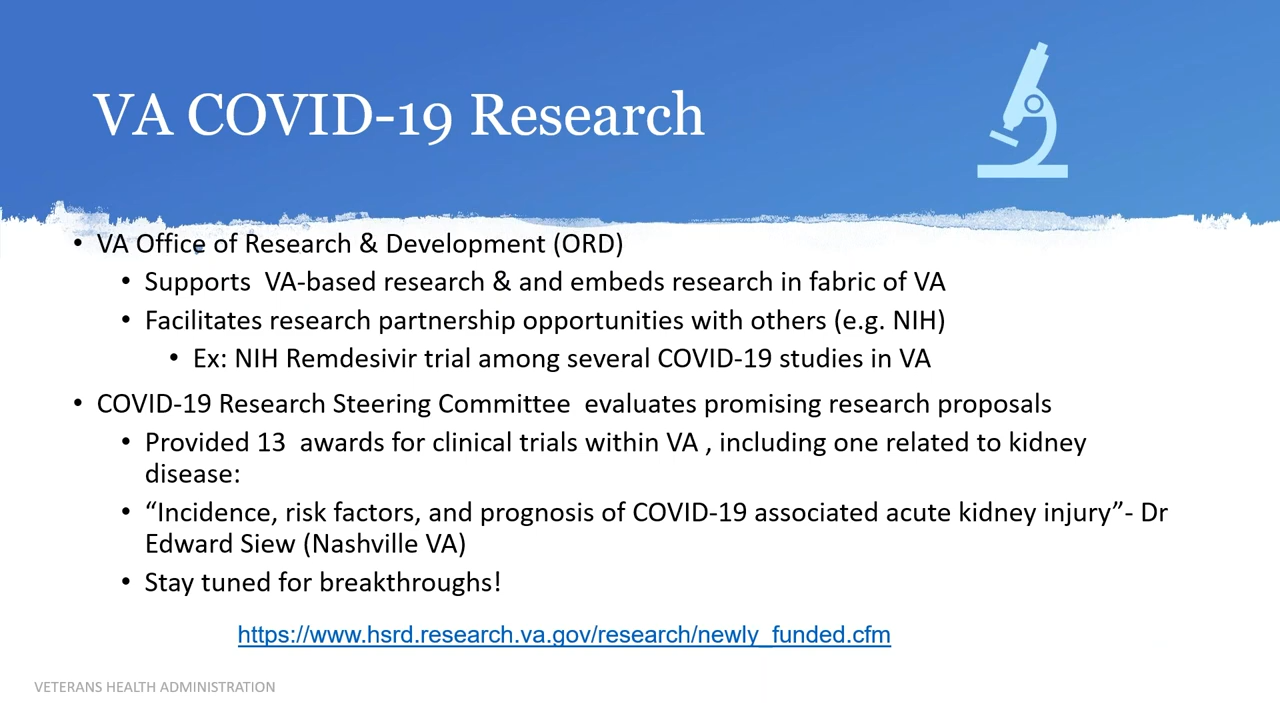 VA COVID-19 Research
• VA Office of Research & Development (ORD)
• Supports  VA-based research & and embeds research in fabric of VA
• Facilitates research partnership opportunities with others (e.g. NIH)
• Ex: NIH Remdesivir trial among several COVID-19 studies in VA
• COVID-19 Research Steering Committee  evaluates promising research proposals
• Provided 13  awards for clinical trials within VA , including one related to kidney
disease:
• “Incidence, risk factors, and prognosis of COVID-19 associated acute kidney injury”- Dr
Edward Siew (Nashville VA)
• Stay tuned for breakthroughs!
https://www.hsrd.research.va.gov/research/newly_funded.cfm
VETERANS HEALTH ADMINISTRATION